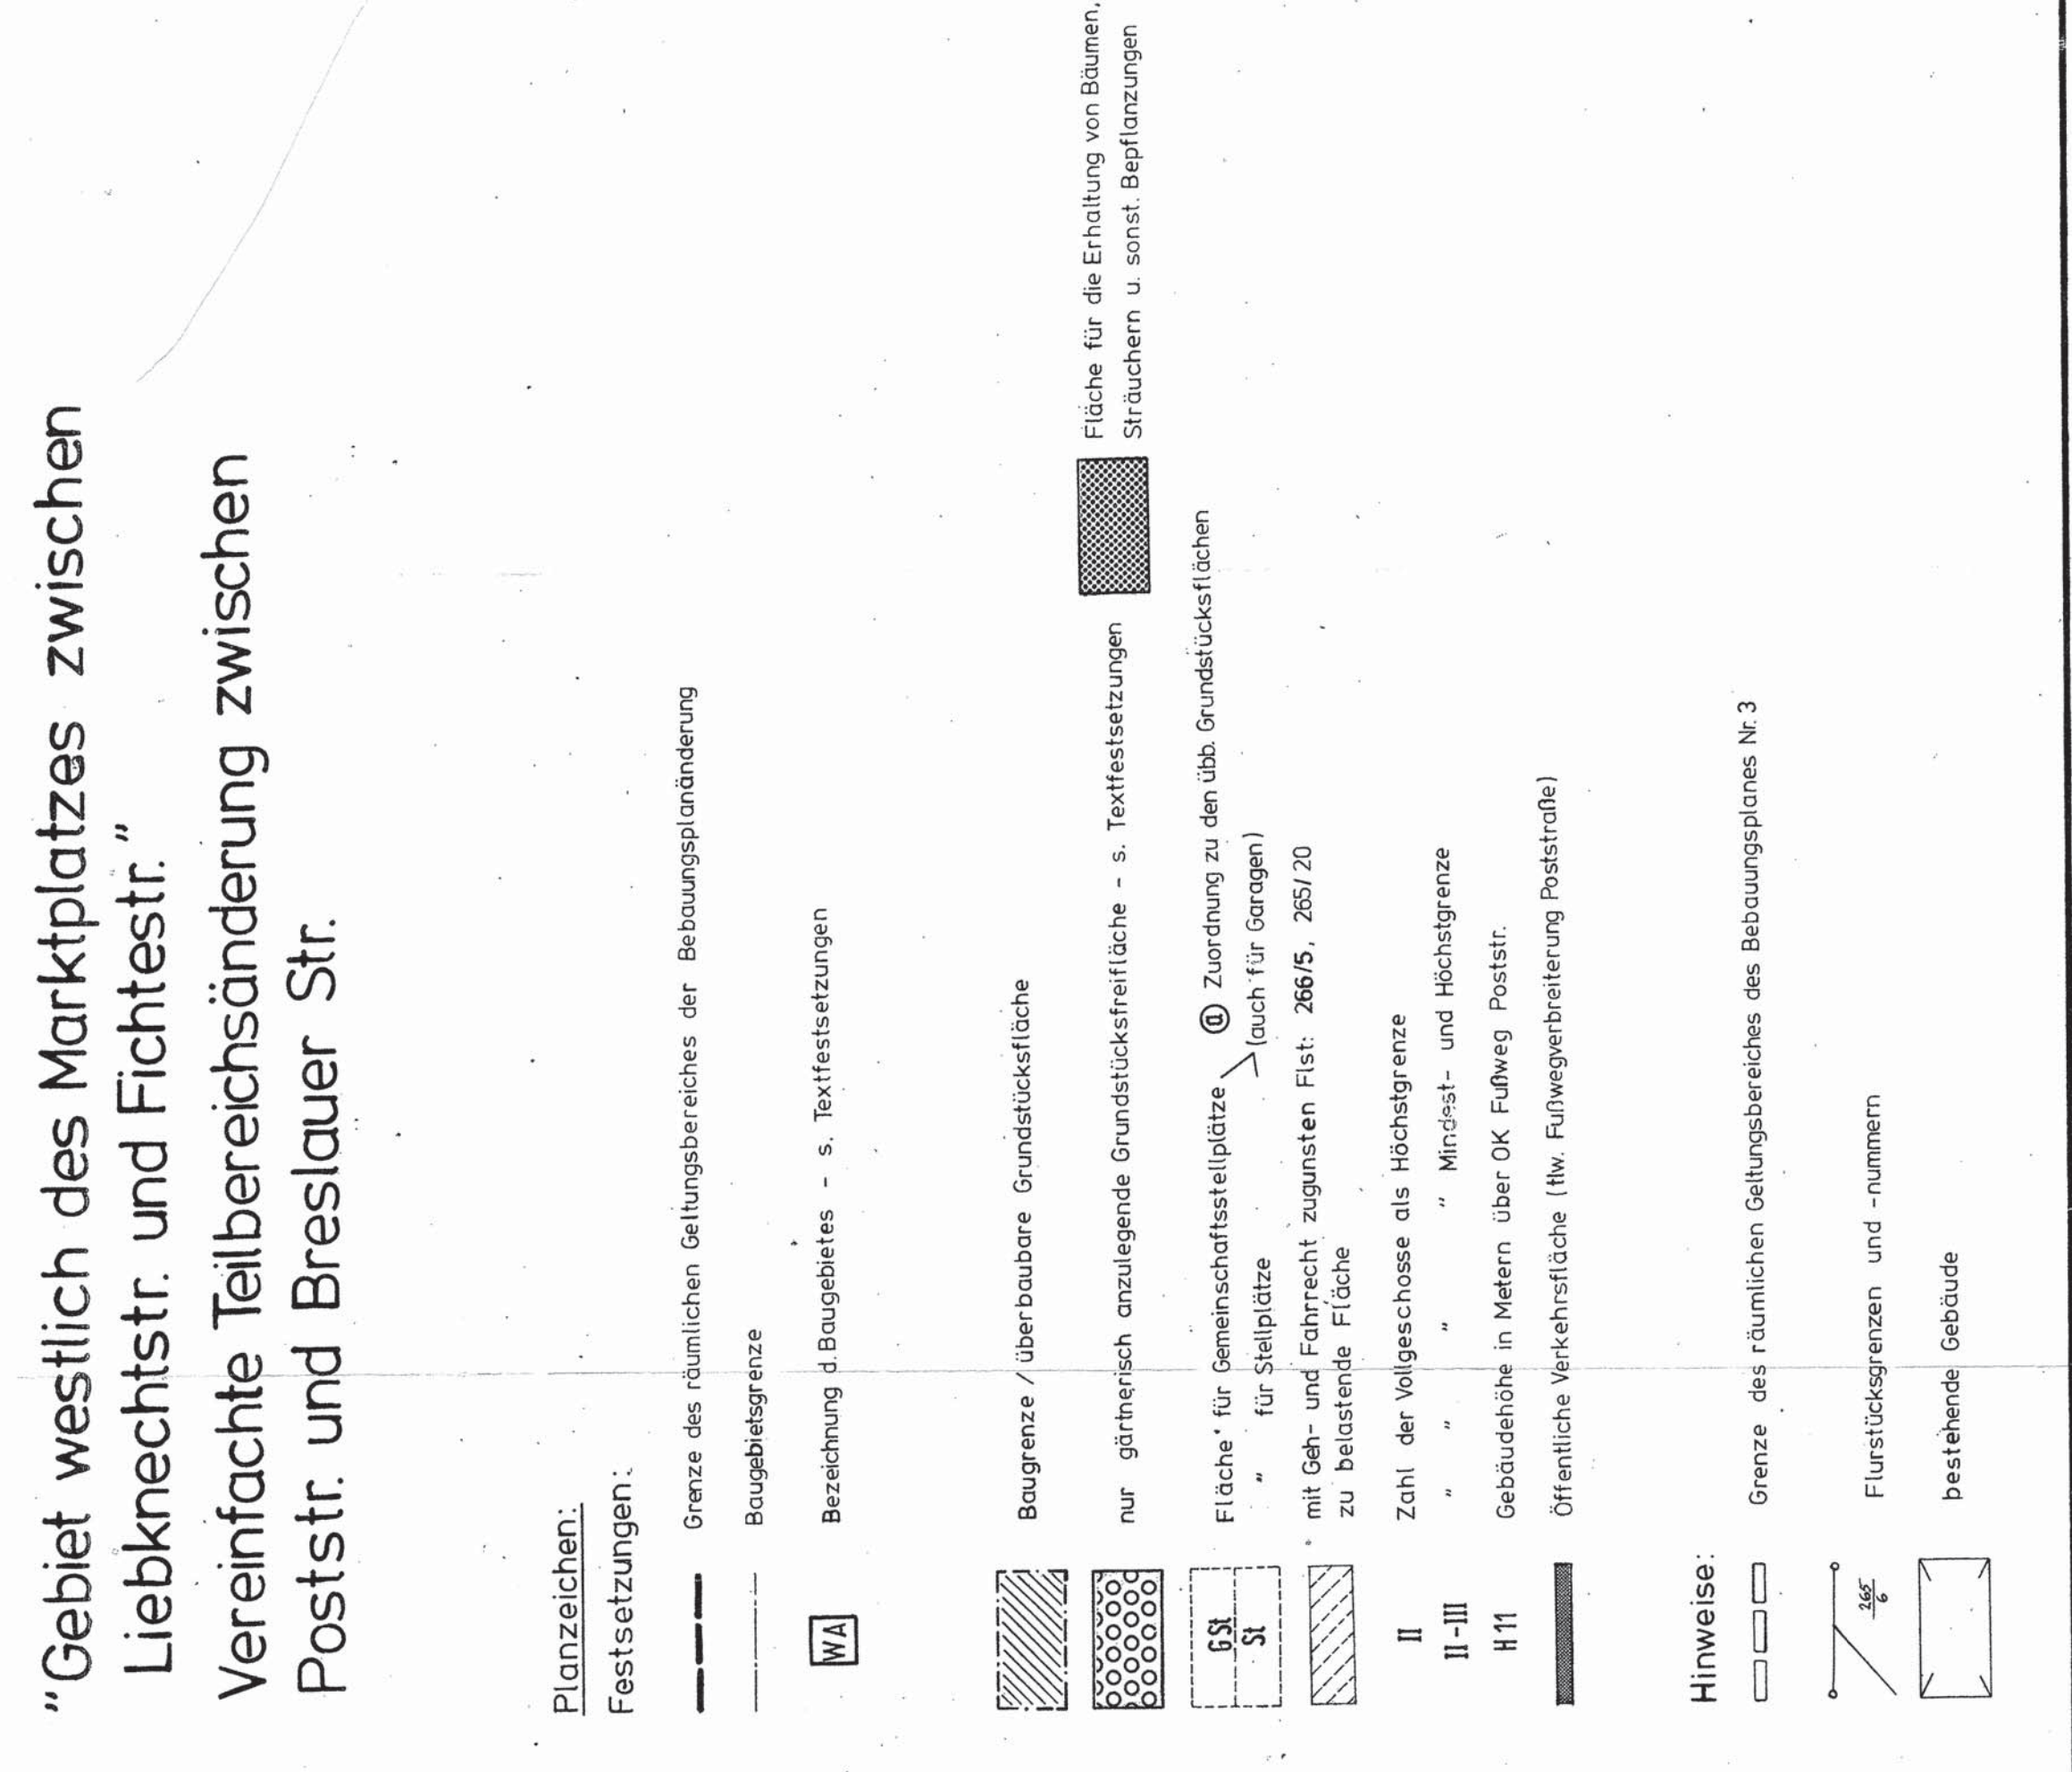 "Gebiet westlich des Marktplatzes zwischen
Liebknechtstr. und Fichtestr."
Vereinfachte Teilbereichsänderung zwischen
Poststr. und Breslauer Str.
Planzeichen:
Festsetzungen:
Grenze des räumlichen Geltungsbereiches der Bebauungsplanänderung
Baugebietsgrenze
WA Bezeichnung d. Baugebietes - s. Textfestsetzungen
Baugrenze / überbaubare Grundstücksfläche
nur gärtnerisch anzulegende Grundstücksfreifläche - s. Textfestsetzungen
Fläche für die Erhaltung von Bäumen,
Sträuchern u. sonst. Bepflanzungen
GSt Fläche für Gemeinschaftsstellplätze ⓐ Zuordnung zu den übb. Grundstücksflächen
St " für Stellplätze (auch für Garagen)
mit Geh- und Fahrrecht zugunsten Flst: 266/5, 265/20
zu belastende Fläche
II Zahl der Vollgeschosse als Höchstgrenze
II-III " " " " Mindest- und Höchstgrenze
H 11 Gebäudehöhe in Metern über OK Fußweg Poststr.
Öffentliche Verkehrsfläche (tlw. Fußwegverbreiterung Poststraße)
Hinweise:
Grenze des räumlichen Geltungsbereiches des Bebauungsplanes Nr. 3
265/6 Flurstücksgrenzen und -nummern
bestehende Gebäude